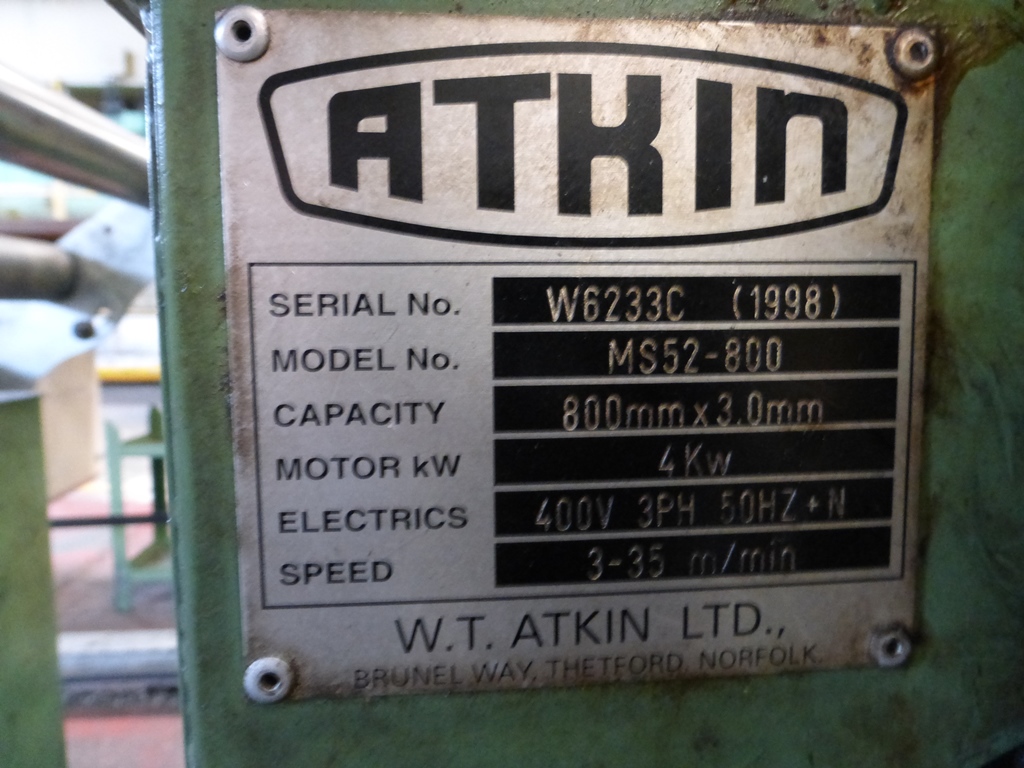 ATKIN
SERIAL No. W6233C (1998)
MODEL No. MS52-800
CAPACITY 800mm x 3.0mm
MOTOR kW 4Kw
ELECTRICS 400V 3PH 50HZ+N
SPEED 3-35 m/min
W.T. ATKIN LTD.,
BRUNEL WAY, THETFORD, NORFOLK.